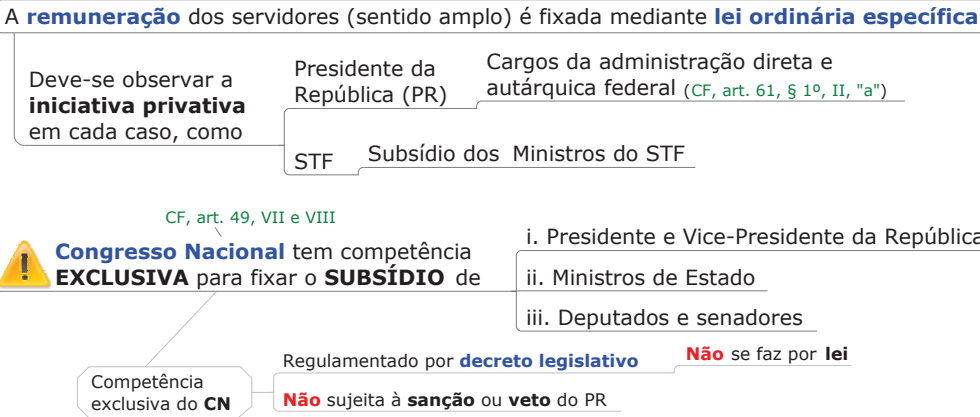 A remuneração dos servidores (sentido amplo) é fixada mediante lei ordinária específica
Deve-se observar a
iniciativa privativa
em cada caso, como
Presidente da
República (PR)
Cargos da administração direta e
autárquica federal (CF, art. 61, § 1º, II, "a")
STF
Subsídio dos Ministros do STF
CF, art. 49, VII e VIII
Congresso Nacional tem competência
EXCLUSIVA para fixar o SUBSÍDIO de
i. Presidente e Vice-Presidente da República
ii. Ministros de Estado
iii. Deputados e senadores
Competência
exclusiva do CN
Regulamentado por decreto legislativo
Não se faz por lei
Não sujeita à sanção ou veto do PR